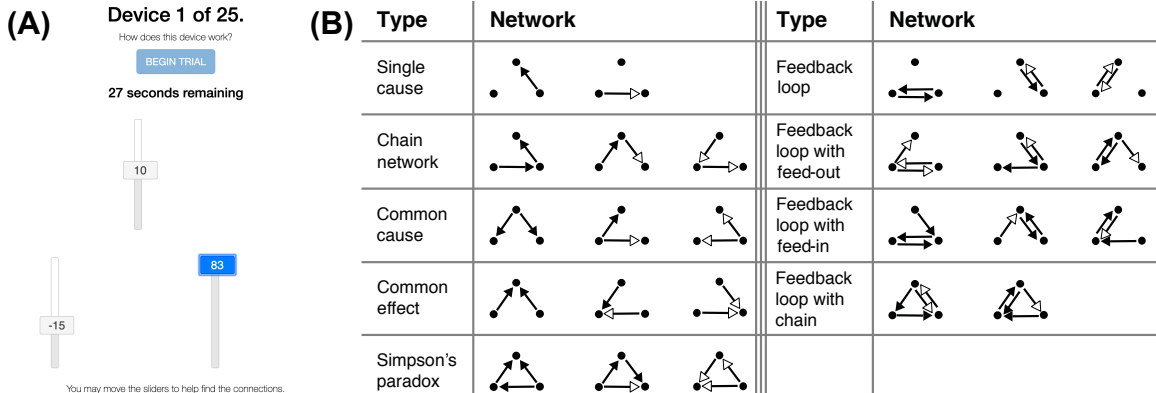 (A)
Device 1 of 25.
How does this device work?
BEGIN TRIAL
27 seconds remaining
10
83
-15
You may move the sliders to help find the connections.
(B)
Type Network Type Network
Single
cause
Feedback
loop
Chain
network
Feedback
loop with
feed-out
Common
cause
Feedback
loop with
feed-in
Common
effect
Feedback
loop with
chain
Simpson's
paradox